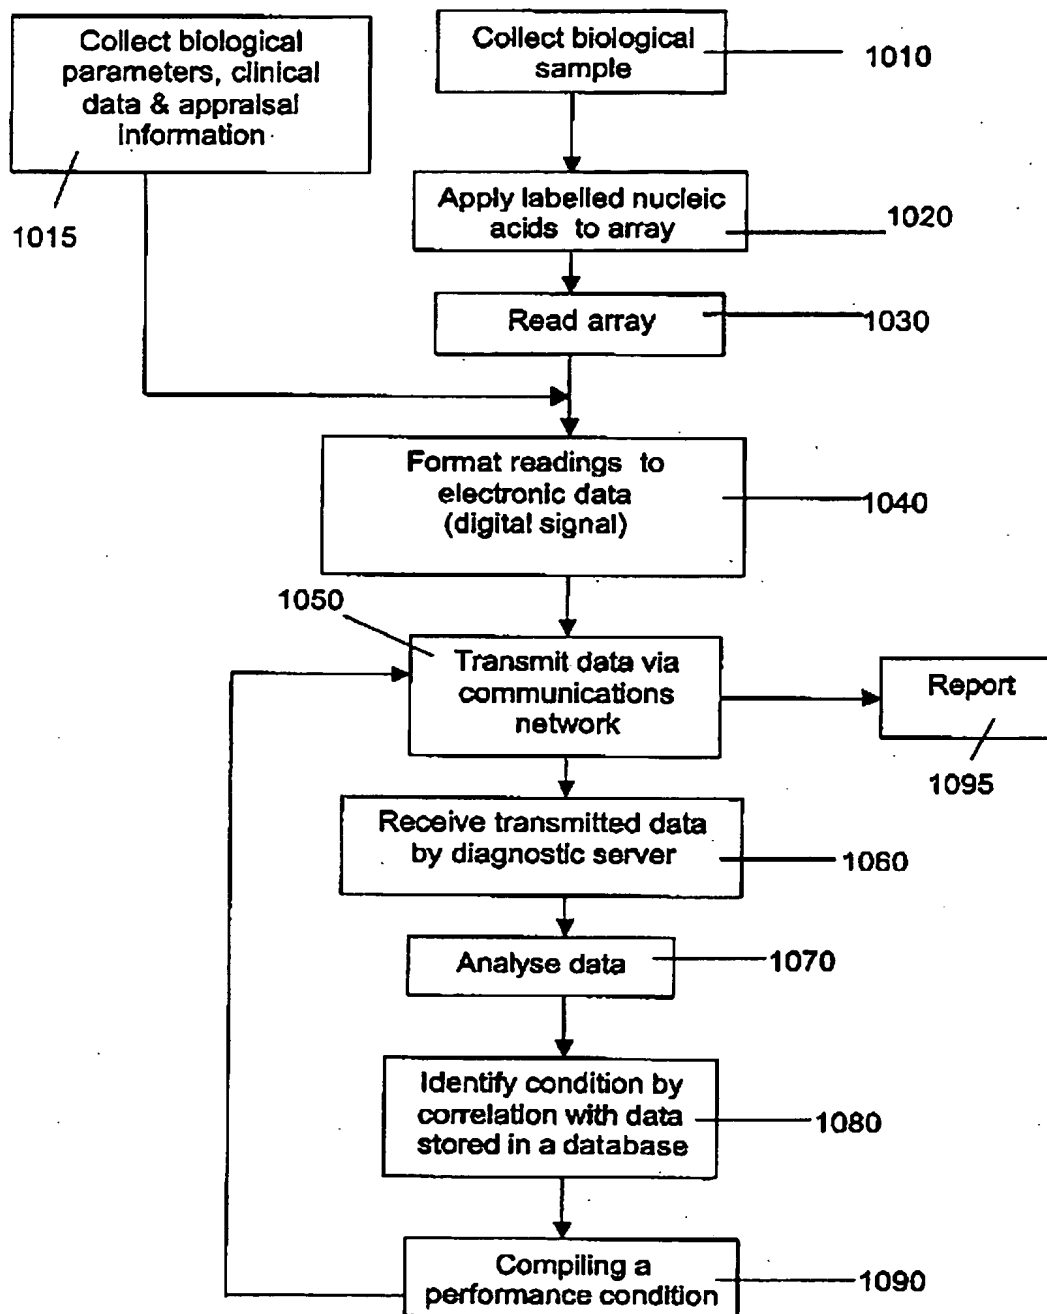 Collect biological
parameters, clinical
data & appraisal
information
1015
Collect biological
sample
1010
Apply labelled nucleic
acids to array
1020
Read array
1030
Format readings to
electronic data
(digital signal)
1040
1050
Transmit data via
communications
network
Report
1095
Receive transmitted data
by diagnostic server
1060
Analyse data
1070
Identify condition by
correlation with data
stored in a database
1080
Compiling a
performance condition
1090